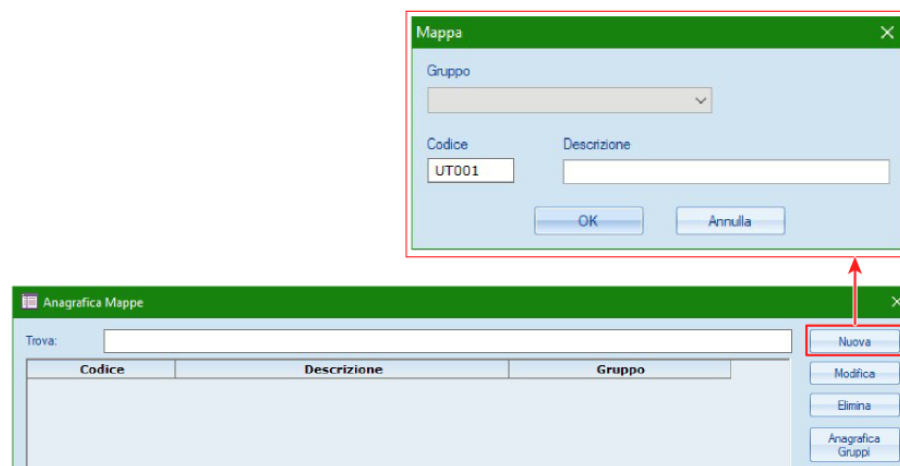 Mappa
Gruppo
Codice Descrizione
UT001
OK Annulla
Anagrafica Mappe
Trova: Nuova
Codice Descrizione Gruppo
Modifica
Elimina
Anagrafica
Gruppi